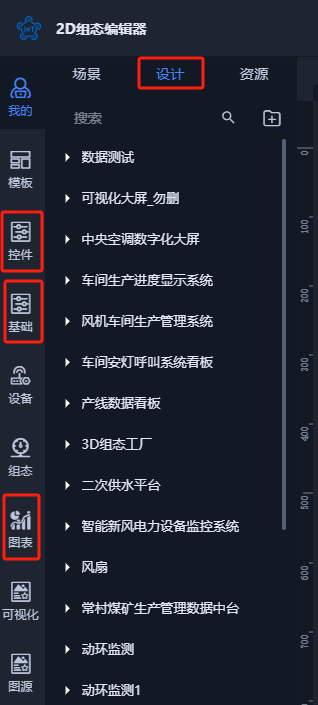 2D组态编辑器
场景 设计 资源
我的
模板
控件
基础
设备
组态
图表
可视化
图源
搜索
数据测试
可视化大屏_勿删
中央空调数字化大屏
车间生产进度显示系统
风机车间生产管理系统
车间安灯呼叫系统看板
产线数据看板
3D组态工厂
二次供水平台
智能新风电力设备监控系统
风扇
常村煤矿生产管理数据中台
动环监测
动环监测1
0
100
200
300
400
500
600
700